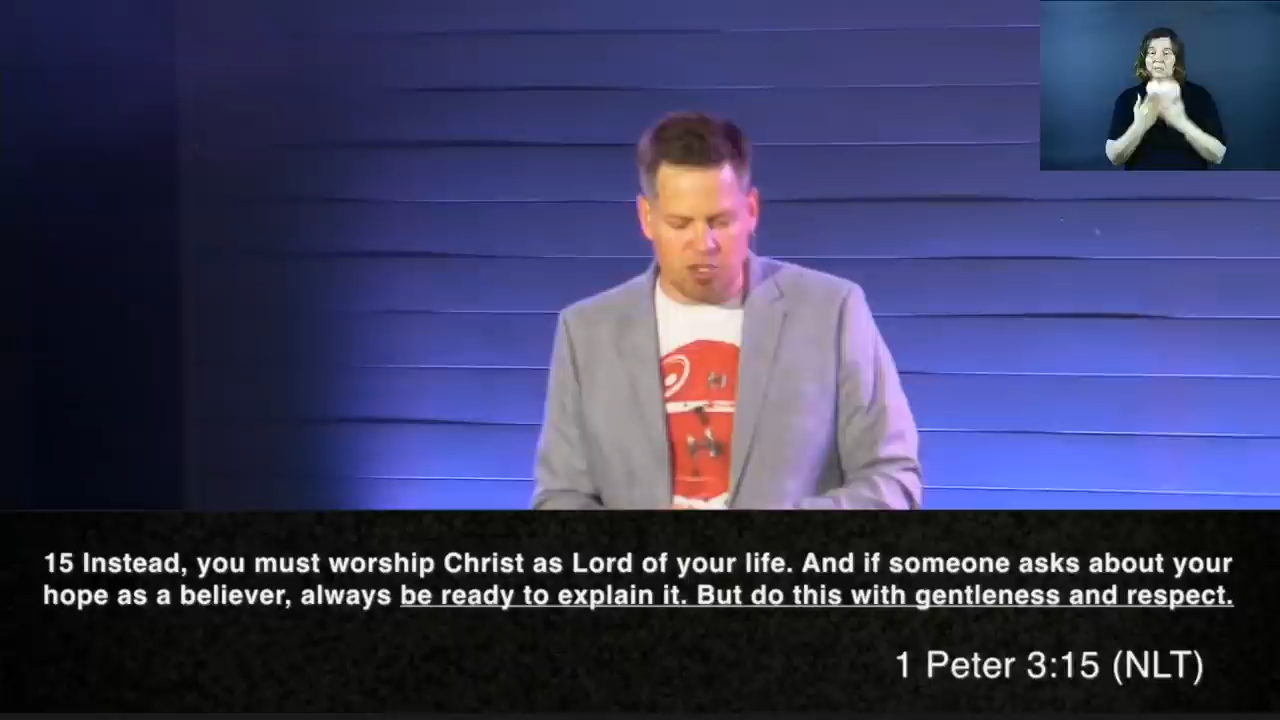 15 Instead, you must worship Christ as Lord of your life. And if someone asks about your
hope as a believer, always be ready to explain it. But do this with gentleness and respect.
1 Peter 3:15 (NLT)